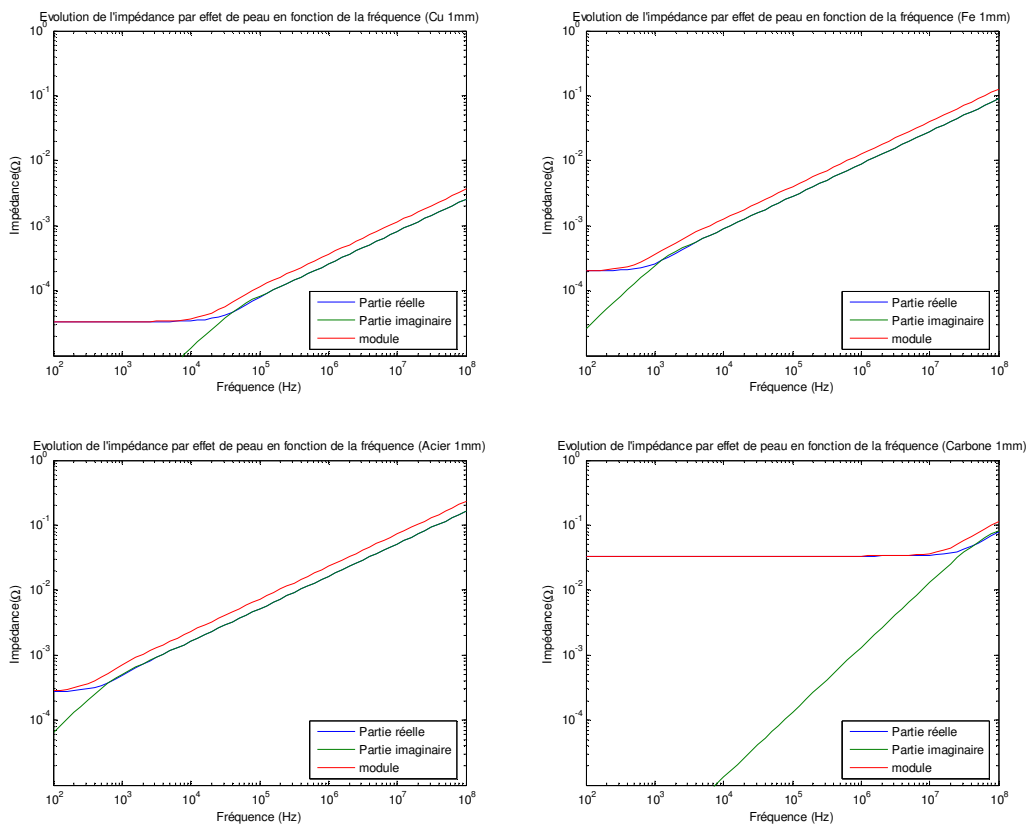 Evolution de l'impédance par effet de peau en fonction de la fréquence (Cu 1mm)
10^0
10^-1
10^-2
10^-3
10^-4
Impédance(Ω)
10^2 10^3 10^4 10^5 10^6 10^7 10^8
Fréquence (Hz)
Partie réelle
Partie imaginaire
module
Evolution de l'impédance par effet de peau en fonction de la fréquence (Fe 1mm)
10^0
10^-1
10^-2
10^-3
10^-4
Impédance(Ω)
10^2 10^3 10^4 10^5 10^6 10^7 10^8
Fréquence (Hz)
Partie réelle
Partie imaginaire
module
Evolution de l'impédance par effet de peau en fonction de la fréquence (Acier 1mm)
10^0
10^-1
10^-2
10^-3
10^-4
Impédance(Ω)
10^2 10^3 10^4 10^5 10^6 10^7 10^8
Fréquence (Hz)
Partie réelle
Partie imaginaire
module
Evolution de l'impédance par effet de peau en fonction de la fréquence (Carbone 1mm)
10^0
10^-1
10^-2
10^-3
10^-4
Impédance(Ω)
10^2 10^3 10^4 10^5 10^6 10^7 10^8
Fréquence (Hz)
Partie réelle
Partie imaginaire
module